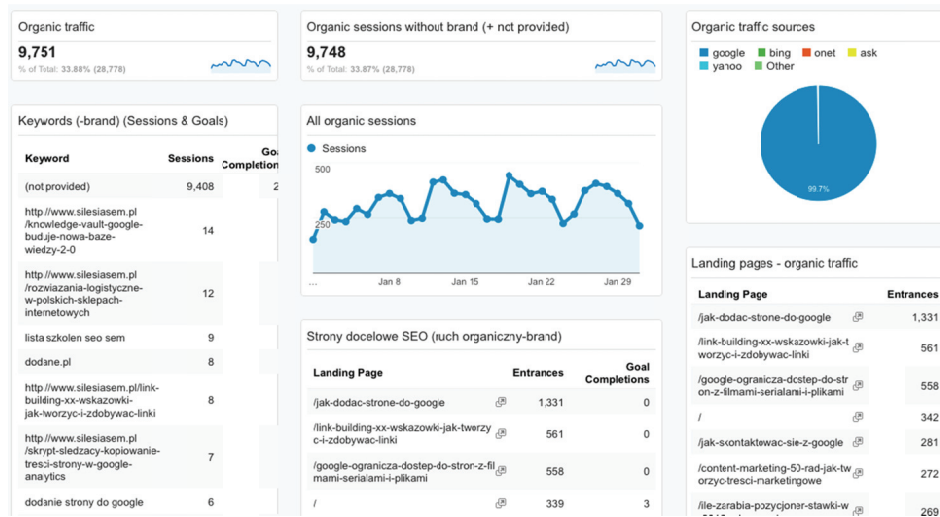 Organic traffic
9,751
% of Total: 33.88% (28,778)
Keywords (-brand) (Sessions & Goals)
Keyword Sessions Goa Completion
(not provided) 9,408 2
http//www.silesiasem.pl
/knowledge-vault-google-
buduje-nowa-baze-
wiedzy-2-0 14
http//www.silesiasem.pl
/rozwiazania-logistyczne-
w-polskich-sklepach-
internetowych 12
lista szkolen seo sem 9
dodane.pl 8
http//www.silesiasem.pl/link-
building-xx-wskazowki-
jak-tworzyc-i-zdobywac-linki 8
http//www.silesiasem.pl
/skrypt-sledzacy-kopiowanie-
tresci-strony-w-google-
anaytics 7
dodanie strony do google 6
Organic sessions without brand (+ not provided)
9,748
% of Total: 33.87% (28,778)
All organic sessions
Sessions
500
250
... Jan 8 Jan 15 Jan 22 Jan 29
Strony docelowe SEO (ruch organiczny-brand)
Landing Page Entrances Goal Completions
/jak-dodac-strone-do-googe 1,331 0
/link-building-xx-wskazowk-jak-tworzy
c-i-zdobywac-linki 561 0
/google-ogranicza-dostep-do-stron-z-fil
mami-serialami-i-plikami 558 0
/ 339 3
Organic traffic sources
google bing onet ask
yahoo Other
99.7%
Landing pages - organic traffic
Landing Page Entrances
/jak-dodac-strone-do-google 1,331
/link-building-xx-wskazowki-jak-t
worzyc-i-zdobywac-linki 561
/google-ogranicza-dostep-do-str
on-z-filmami-serialami-i-plikami 558
/ 342
/jak-skontaktowac-sie-z-google 281
/content-marketing-50-rad-jak-tw
orzyc-tresci-marketingowe 272
/ile-zarabia-pozycjoner-stawki-w 269